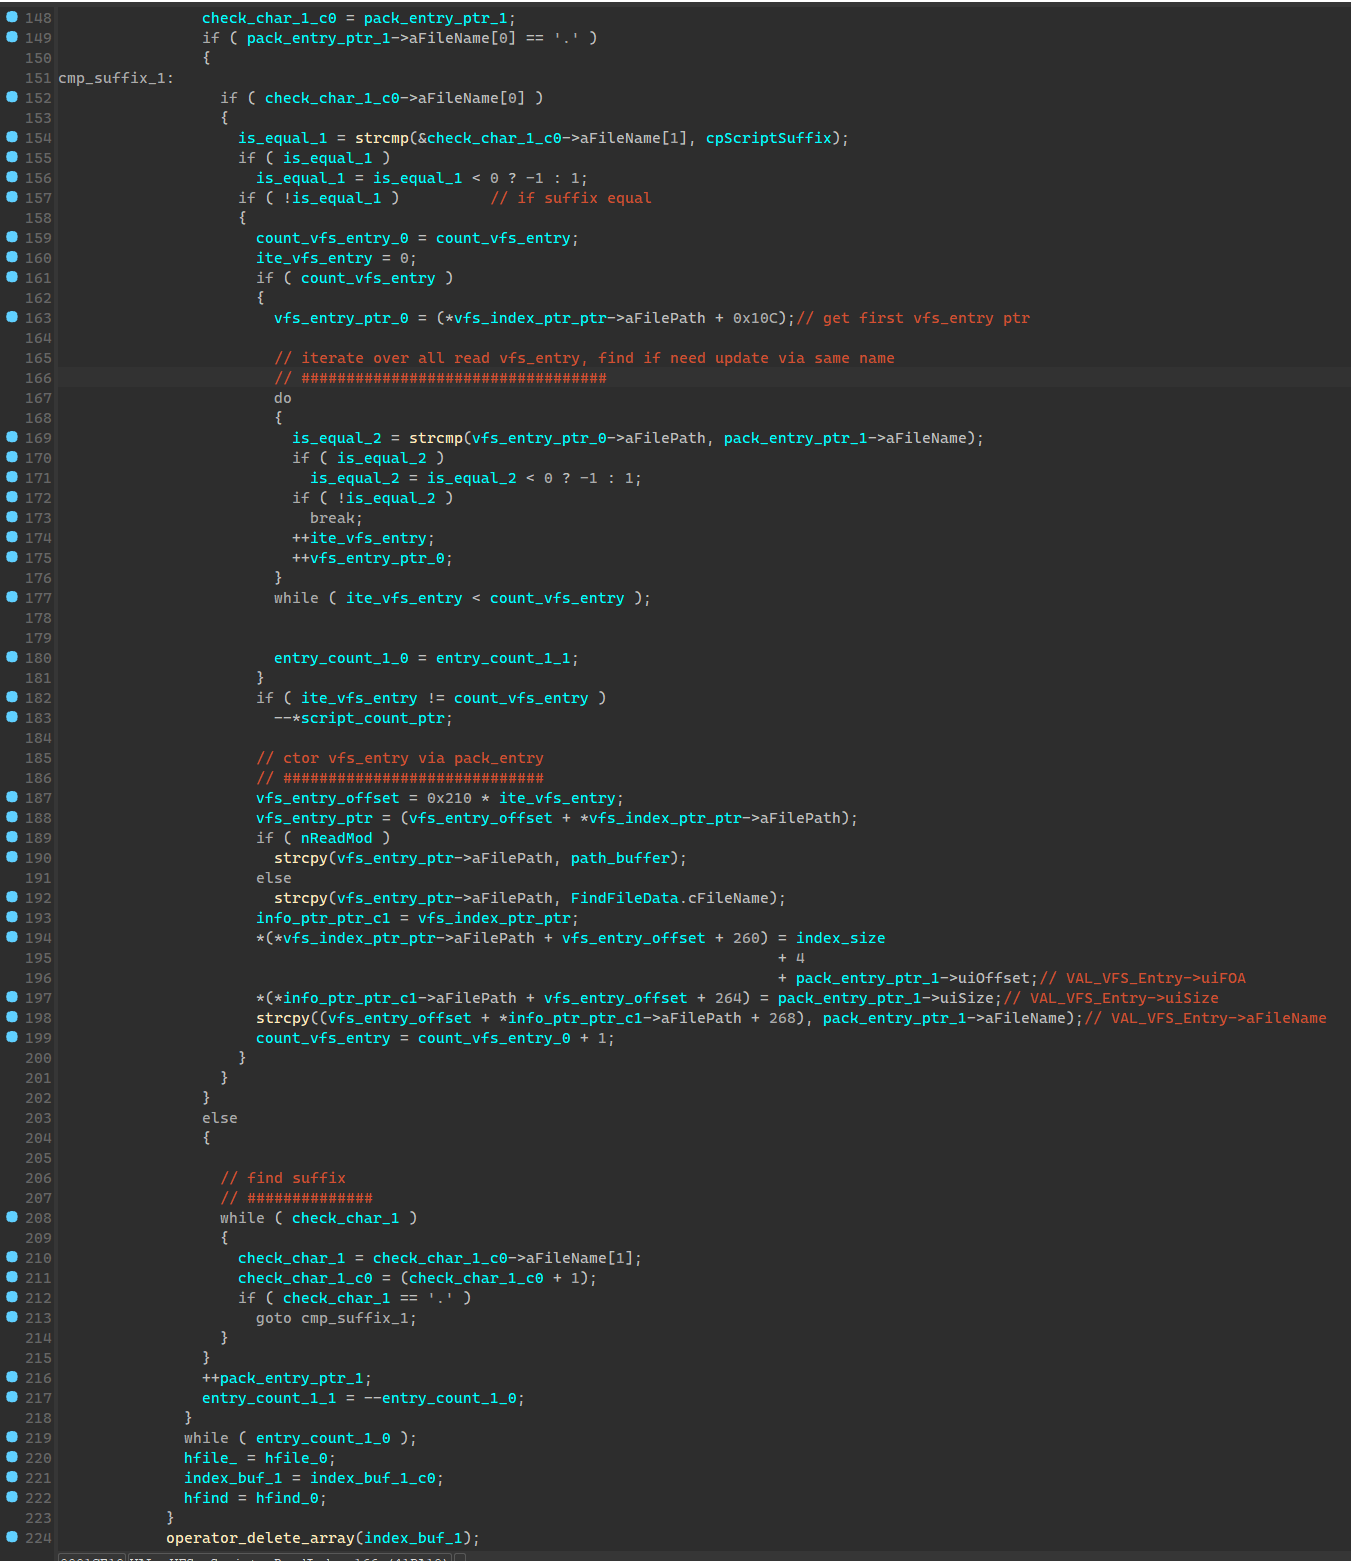 148 check_char_1_c0 = pack_entry_ptr_1;
149 if ( pack_entry_ptr_1->aFileName[0] == '.' )
150 {
151 cmp_suffix_1:
152 if ( check_char_1_c0->aFileName[0] )
153 {
154 is_equal_1 = strcmp(&check_char_1_c0->aFileName[1], cpScriptSuffix);
155 if ( is_equal_1 )
156 is_equal_1 = is_equal_1 < 0 ? -1 : 1;
157 if ( !is_equal_1 ) // if suffix equal
158 {
159 count_vfs_entry_0 = count_vfs_entry;
160 ite_vfs_entry = 0;
161 if ( count_vfs_entry )
162 {
163 vfs_entry_ptr_0 = (*vfs_index_ptr_ptr->aFilePath + 0x10C);// get first vfs_entry ptr
164
165 // iterate over all read vfs_entry, find if need update via same name
166 // ##################################
167 do
168 {
169 is_equal_2 = strcmp(vfs_entry_ptr_0->aFilePath, pack_entry_ptr_1->aFileName);
170 if ( is_equal_2 )
171 is_equal_2 = is_equal_2 < 0 ? -1 : 1;
172 if ( !is_equal_2 )
173 break;
174 ++ite_vfs_entry;
175 ++vfs_entry_ptr_0;
176 }
177 while ( ite_vfs_entry < count_vfs_entry );
178
179
180 entry_count_1_0 = entry_count_1_1;
181 }
182 if ( ite_vfs_entry != count_vfs_entry )
183 --*script_count_ptr;
184
185 // ctor vfs_entry via pack_entry
186 // #############################
187 vfs_entry_offset = 0x210 * ite_vfs_entry;
188 vfs_entry_ptr = (vfs_entry_offset + *vfs_index_ptr_ptr->aFilePath);
189 if ( nReadMod )
190 strcpy(vfs_entry_ptr->aFilePath, path_buffer);
191 else
192 strcpy(vfs_entry_ptr->aFilePath, FindFileData.cFileName);
193 info_ptr_ptr_c1 = vfs_index_ptr_ptr;
194 *(*vfs_index_ptr_ptr->aFilePath + vfs_entry_offset + 260) = index_size
195 + 4
196 + pack_entry_ptr_1->uiOffset;// VAL_VFS_Entry->uiFOA
197 *(*info_ptr_ptr_c1->aFilePath + vfs_entry_offset + 264) = pack_entry_ptr_1->uiSize;// VAL_VFS_Entry->uiSize
198 strcpy((vfs_entry_offset + *info_ptr_ptr_c1->aFilePath + 268), pack_entry_ptr_1->aFileName);// VAL_VFS_Entry->aFileName
199 count_vfs_entry = count_vfs_entry_0 + 1;
200 }
201 }
202 }
203 else
204 {
205
206 // find suffix
207 // ##############
208 while ( check_char_1 )
209 {
210 check_char_1 = check_char_1_c0->aFileName[1];
211 check_char_1_c0 = (check_char_1_c0 + 1);
212 if ( check_char_1 == '.' )
213 goto cmp_suffix_1;
214 }
215 }
216 ++pack_entry_ptr_1;
217 entry_count_1_1 = --entry_count_1_0;
218 }
219 while ( entry_count_1_0 );
220 hfile_ = hfile_0;
221 index_buf_1 = index_buf_1_c0;
222 hfind = hfind_0;
223 }
224 operator_delete_array(index_buf_1);